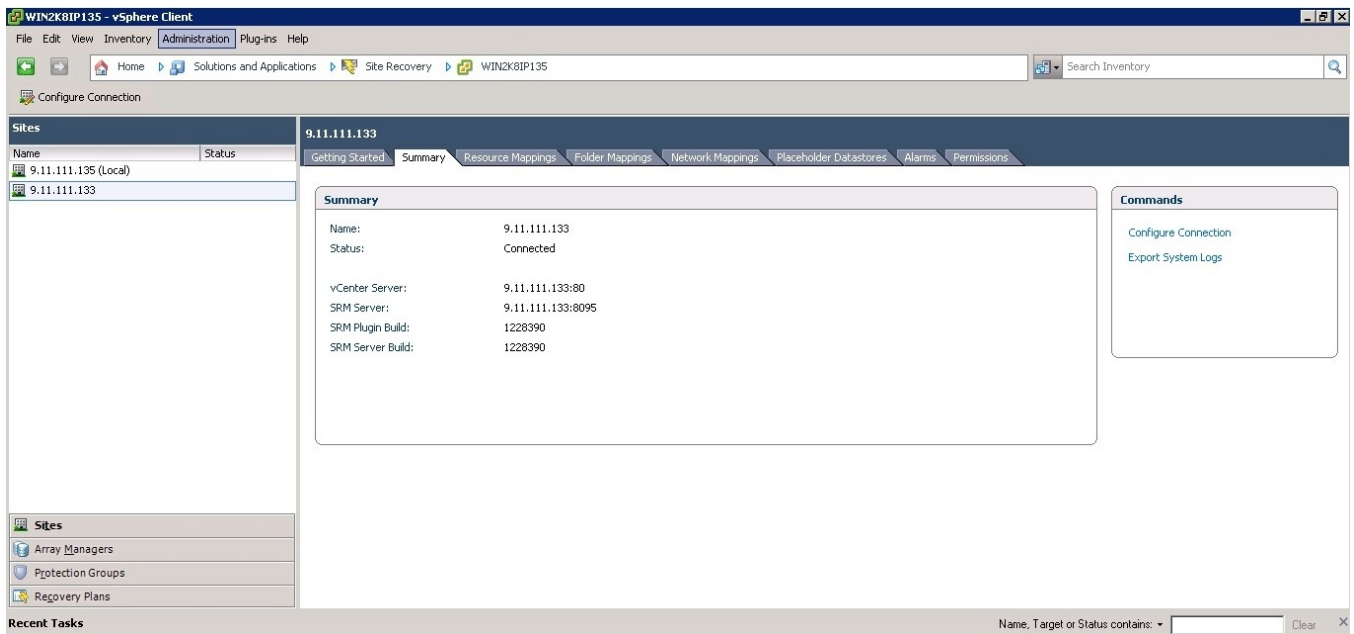 WIN2K8IP135 - vSphere Client
File Edit View Inventory Administration Plug-ins Help
Home Solutions and Applications Site Recovery WIN2K8IP135 Search Inventory
Configure Connection
Sites
Name Status
9.11.111.135 (Local)
9.11.111.133
9.11.111.133
Getting Started Summary Resource Mappings Folder Mappings Network Mappings Placeholder Datastores Alarms Permissions
Summary
Name: 9.11.111.133
Status: Connected
vCenter Server: 9.11.111.133:80
SRM Server: 9.11.111.133:8095
SRM Plugin Build: 1228390
SRM Server Build: 1228390
Commands
Configure Connection
Export System Logs
Sites
Array Managers
Protection Groups
Recovery Plans
Recent Tasks Name, Target or Status contains: Clear